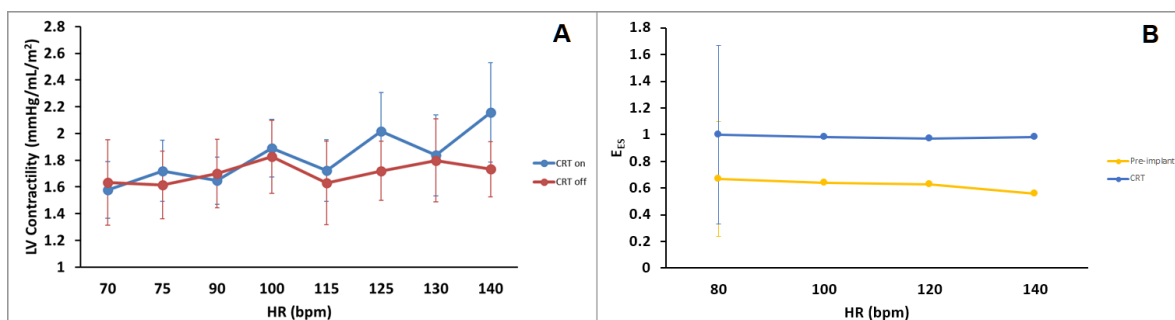 A
LV Contractility (mmHg/mL/m²)
2.8
2.6
2.4
2.2
2
1.8
1.6
1.4
1.2
1
70 75 90 100 115 125 130 140
HR (bpm)
CRT on
CRT off
B
E_ES
1.8
1.6
1.4
1.2
1
0.8
0.6
0.4
0.2
0
80 100 120 140
HR (bpm)
Pre-implant
CRT